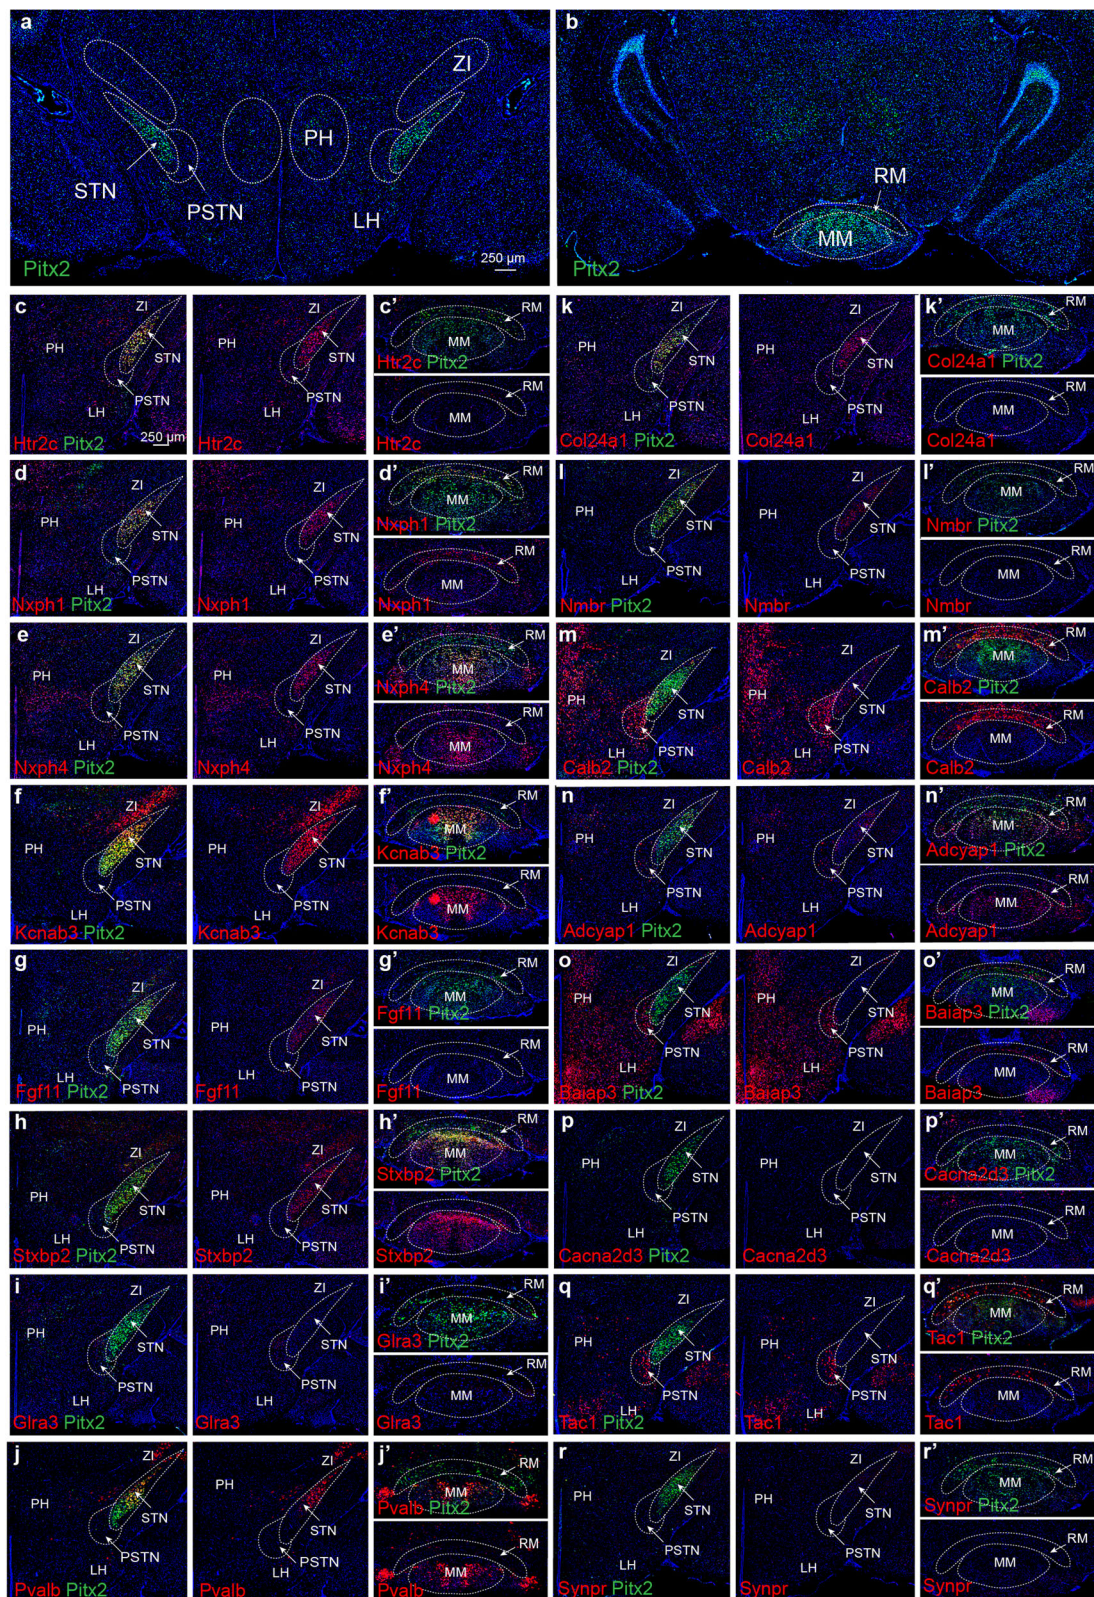 a
ZI
PH
STN
PSTN
LH
250 µm
Pitx2
b
RM
MM
Pitx2
c
ZI
PH
STN
PSTN
LH
250 µm
Htr2c Pitx2
ZI
PH
STN
PSTN
LH
Htr2c
c’
RM
MM
Htr2c Pitx2
RM
MM
Htr2c
k
ZI
PH
STN
PSTN
LH
Col24a1 Pitx2
ZI
PH
STN
PSTN
LH
Col24a1
k’
RM
MM
Col24a1 Pitx2
RM
MM
Col24a1
d
ZI
PH
STN
PSTN
LH
Nxph1 Pitx2
ZI
PH
STN
PSTN
LH
Nxph1
d’
RM
MM
Nxph1 Pitx2
RM
MM
Nxph1
l
ZI
PH
STN
PSTN
LH
Nmbr Pitx2
ZI
PH
STN
PSTN
LH
Nmbr
l’
RM
MM
Nmbr Pitx2
RM
MM
Nmbr
e
ZI
PH
STN
PSTN
LH
Nxph4 Pitx2
ZI
PH
STN
PSTN
LH
Nxph4
e’
RM
MM
Nxph4 Pitx2
RM
MM
Nxph4
m
ZI
PH
STN
PSTN
LH
Calb2 Pitx2
ZI
PH
STN
PSTN
LH
Calb2
m’
RM
MM
Calb2 Pitx2
RM
MM
Calb2
f
ZI
PH
STN
PSTN
LH
Kcnab3 Pitx2
ZI
PH
STN
PSTN
LH
Kcnab3
f’
RM
MM
Kcnab3 Pitx2
RM
MM
Kcnab3
n
ZI
PH
STN
PSTN
LH
Adcyap1 Pitx2
ZI
PH
STN
PSTN
LH
Adcyap1
n’
RM
MM
Adcyap1 Pitx2
RM
MM
Adcyap1
g
ZI
PH
STN
PSTN
LH
Fgf11 Pitx2
ZI
PH
STN
PSTN
LH
Fgf11
g’
RM
MM
Fgf11 Pitx2
RM
MM
Fgf11
o
ZI
PH
STN
PSTN
LH
Baiap3 Pitx2
ZI
PH
STN
PSTN
LH
Baiap3
o’
RM
MM
Baiap3 Pitx2
RM
MM
Baiap3
h
ZI
PH
STN
PSTN
LH
Stxbp2 Pitx2
ZI
PH
STN
PSTN
LH
Stxbp2
h’
RM
MM
Stxbp2 Pitx2
RM
MM
Stxbp2
p
ZI
PH
STN
PSTN
LH
Cacna2d3 Pitx2
ZI
PH
STN
PSTN
LH
Cacna2d3
p’
RM
MM
Cacna2d3 Pitx2
RM
MM
Cacna2d3
i
ZI
PH
STN
PSTN
LH
Glra3 Pitx2
ZI
PH
STN
PSTN
LH
Glra3
i’
RM
MM
Glra3 Pitx2
RM
MM
Glra3
q
ZI
PH
STN
PSTN
LH
Tac1 Pitx2
ZI
PH
STN
PSTN
LH
Tac1
q’
RM
MM
Tac1 Pitx2
RM
MM
Tac1
j
ZI
PH
STN
PSTN
LH
Pvalb Pitx2
ZI
PH
STN
PSTN
LH
Pvalb
j’
RM
MM
Pvalb Pitx2
RM
MM
Pvalb
r
ZI
PH
STN
PSTN
LH
Synpr Pitx2
ZI
PH
STN
PSTN
LH
Synpr
r’
RM
MM
Synpr Pitx2
RM
MM
Synpr